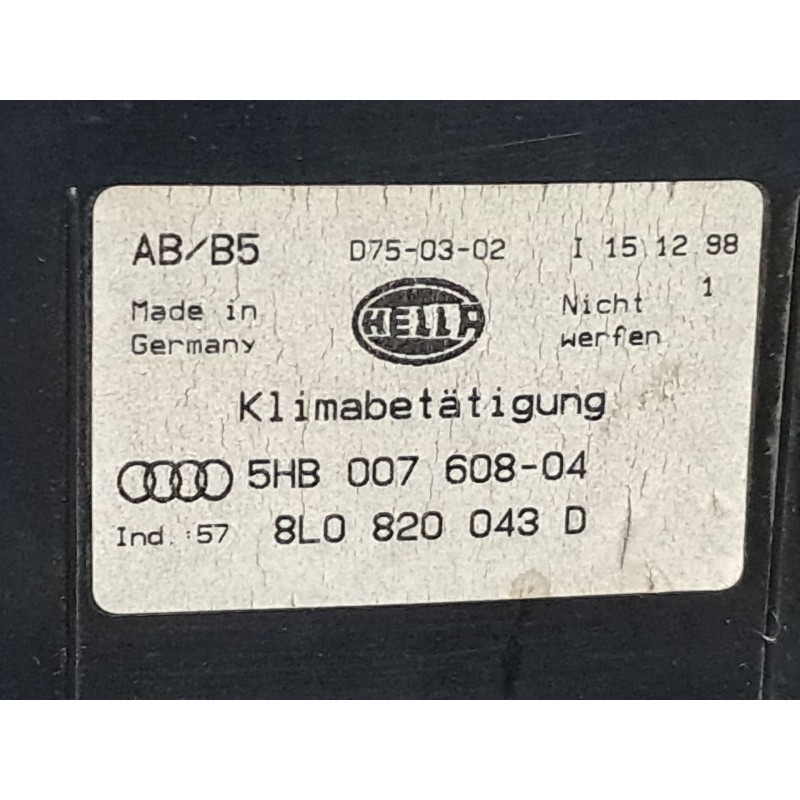 AB/B5 D75-03-02 I 15 12 98
Made in Germany
HELLA
Nicht werfen
1
Klimabetätigung
5HB 007 608-04
Ind.:57 8L0 820 043 D